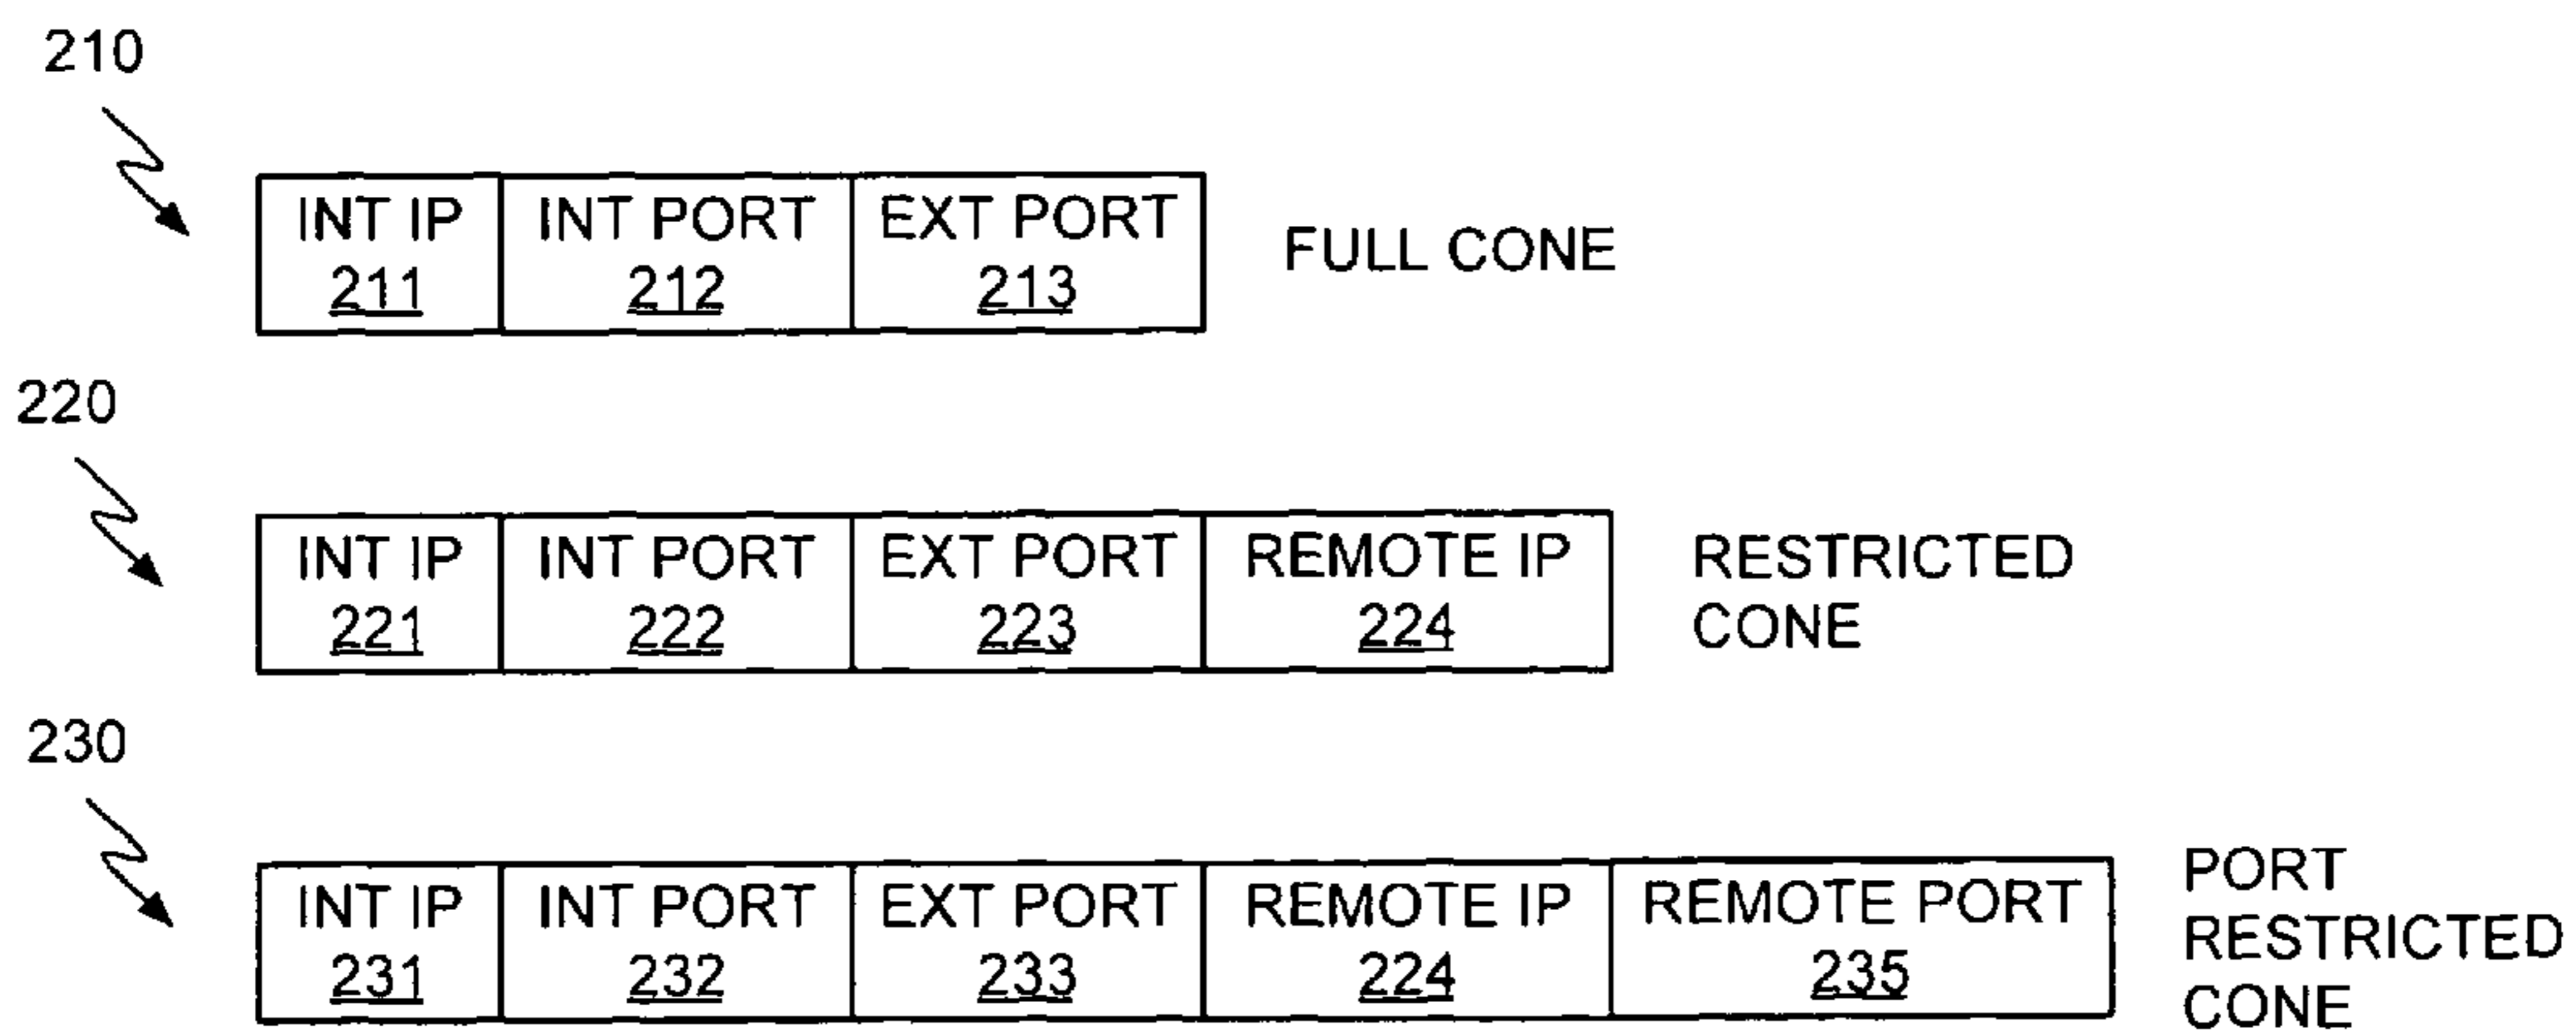 210
INT IP INT PORT EXT PORT
211 212 213
FULL CONE
220
INT IP INT PORT EXT PORT REMOTE IP
221 222 223 224
RESTRICTED
CONE
230
INT IP INT PORT EXT PORT REMOTE IP REMOTE PORT
231 232 233 224 235
PORT
RESTRICTED
CONE